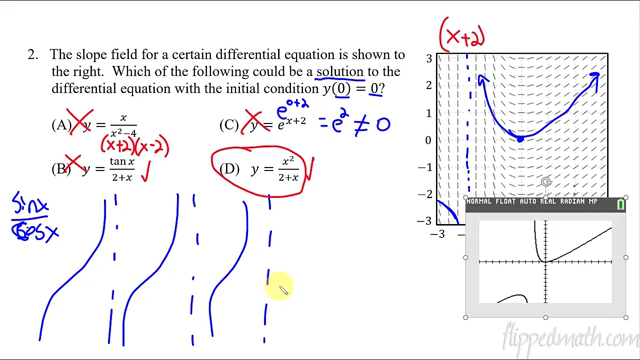 (x+2)
2. The slope field for a certain differential equation is shown to
the right. Which of the following could be a solution to the
differential equation with the initial condition y(0) = 0?
(A) y = x/(x²−4)
(x+2)(x−2)
(C) y = e^(x+2)
e^(0+2) = e² ≠ 0
(B) y = tan x/(2+x) ✓
(D) y = x²/(2+x) ✓
sin x
cos x
3
2
1
0
−1
−2
−3
−3
NORMAL FLOAT AUTO REAL RADIAN MP
flippedmath.com